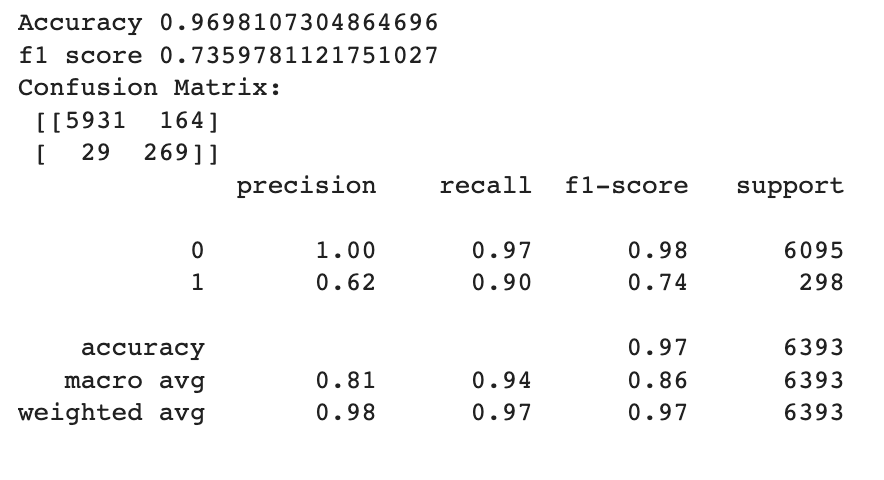 Accuracy 0.9698107304864696
f1 score 0.7359781121751027
Confusion Matrix:
[[5931 164]
[ 29 269]]
precision recall f1-score support
0 1.00 0.97 0.98 6095
1 0.62 0.90 0.74 298
accuracy 0.97 6393
macro avg 0.81 0.94 0.86 6393
weighted avg 0.98 0.97 0.97 6393